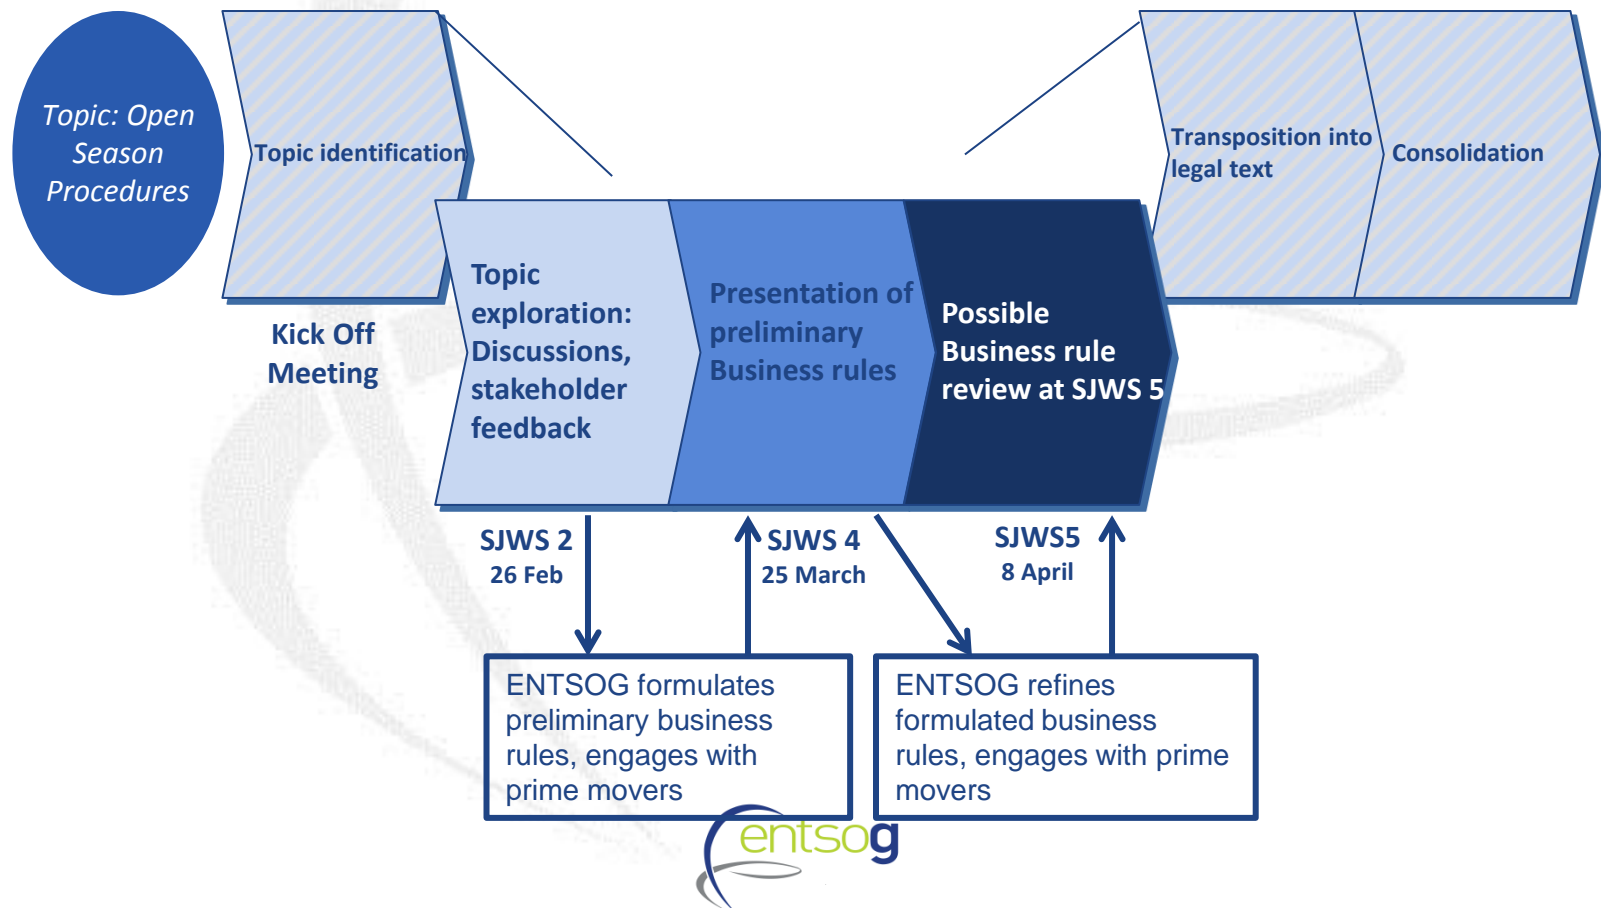 Topic: Open
Season
Procedures
Topic identification
Kick Off
Meeting
Topic
exploration:
Discussions,
stakeholder
feedback
Presentation of
preliminary
Business rules
Possible
Business rule
review at SJWS 5
Transposition into
legal text
Consolidation
SJWS 2
26 Feb
SJWS 4
25 March
SJWS5
8 April
ENTSOG formulates
preliminary business
rules, engages with
prime movers
ENTSOG refines
formulated business
rules, engages with prime
movers
entsog